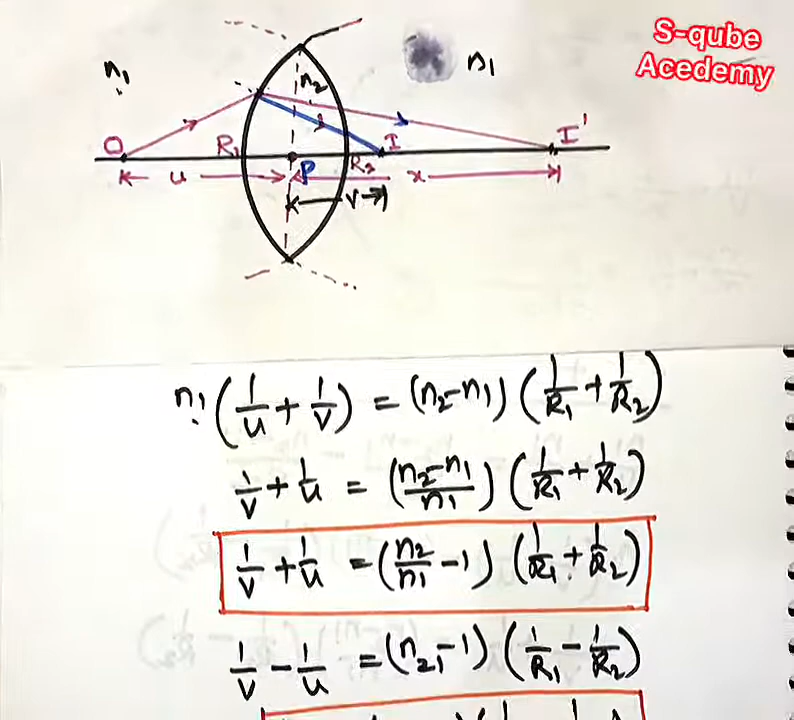 S-qube
Acedemy
n₁ n₂ n₁
O R₁ P R₂ I I'
u v x
n₁ (1/u + 1/v) = (n₂-n₁) (1/R₁ + 1/R₂)
1/v + 1/u = (n₂-n₁/n₁) (1/R₁ + 1/R₂)
1/v + 1/u = (n₂/n₁ - 1) (1/R₁ + 1/R₂)
1/v - 1/u = (n₂₁-1) (1/R₁ - 1/R₂)